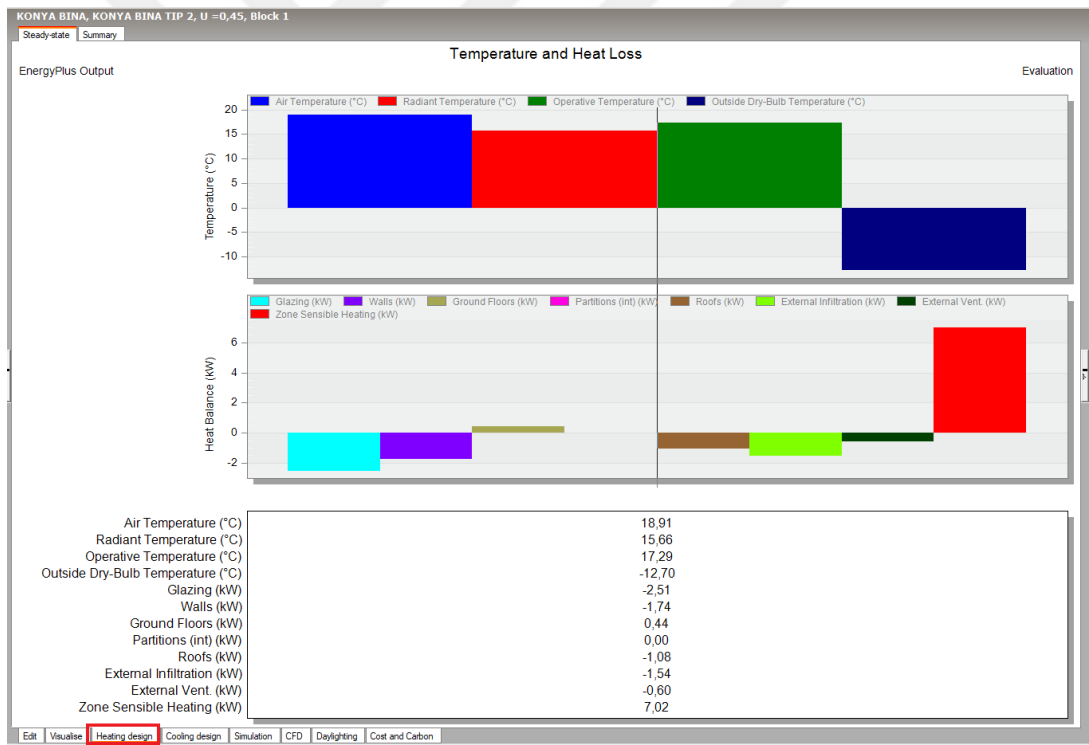 KONYA BINA, KONYA BINA TIP 2, U =0,45, Block 1
Steady-state Summary
Temperature and Heat Loss
EnergyPlus Output Evaluation
Air Temperature (°C) Radiant Temperature (°C) Operative Temperature (°C) Outside Dry-Bulb Temperature (°C)
20
15
10
5
0
-5
-10
Temperature (°C)
Glazing (kW) Walls (kW) Ground Floors (kW) Partitions (int) (kW) Roofs (kW) External Infiltration (kW) External Vent. (kW)
Zone Sensible Heating (kW)
6
4
2
0
-2
Heat Balance (kW)
Air Temperature (°C) 18,91
Radiant Temperature (°C) 15,66
Operative Temperature (°C) 17,29
Outside Dry-Bulb Temperature (°C) -12,70
Glazing (kW) -2,51
Walls (kW) -1,74
Ground Floors (kW) 0,44
Partitions (int) (kW) 0,00
Roofs (kW) -1,08
External Infiltration (kW) -1,54
External Vent. (kW) -0,60
Zone Sensible Heating (kW) 7,02
Edit Visualise Heating design Cooling design Simulation CFD Daylighting Cost and Carbon